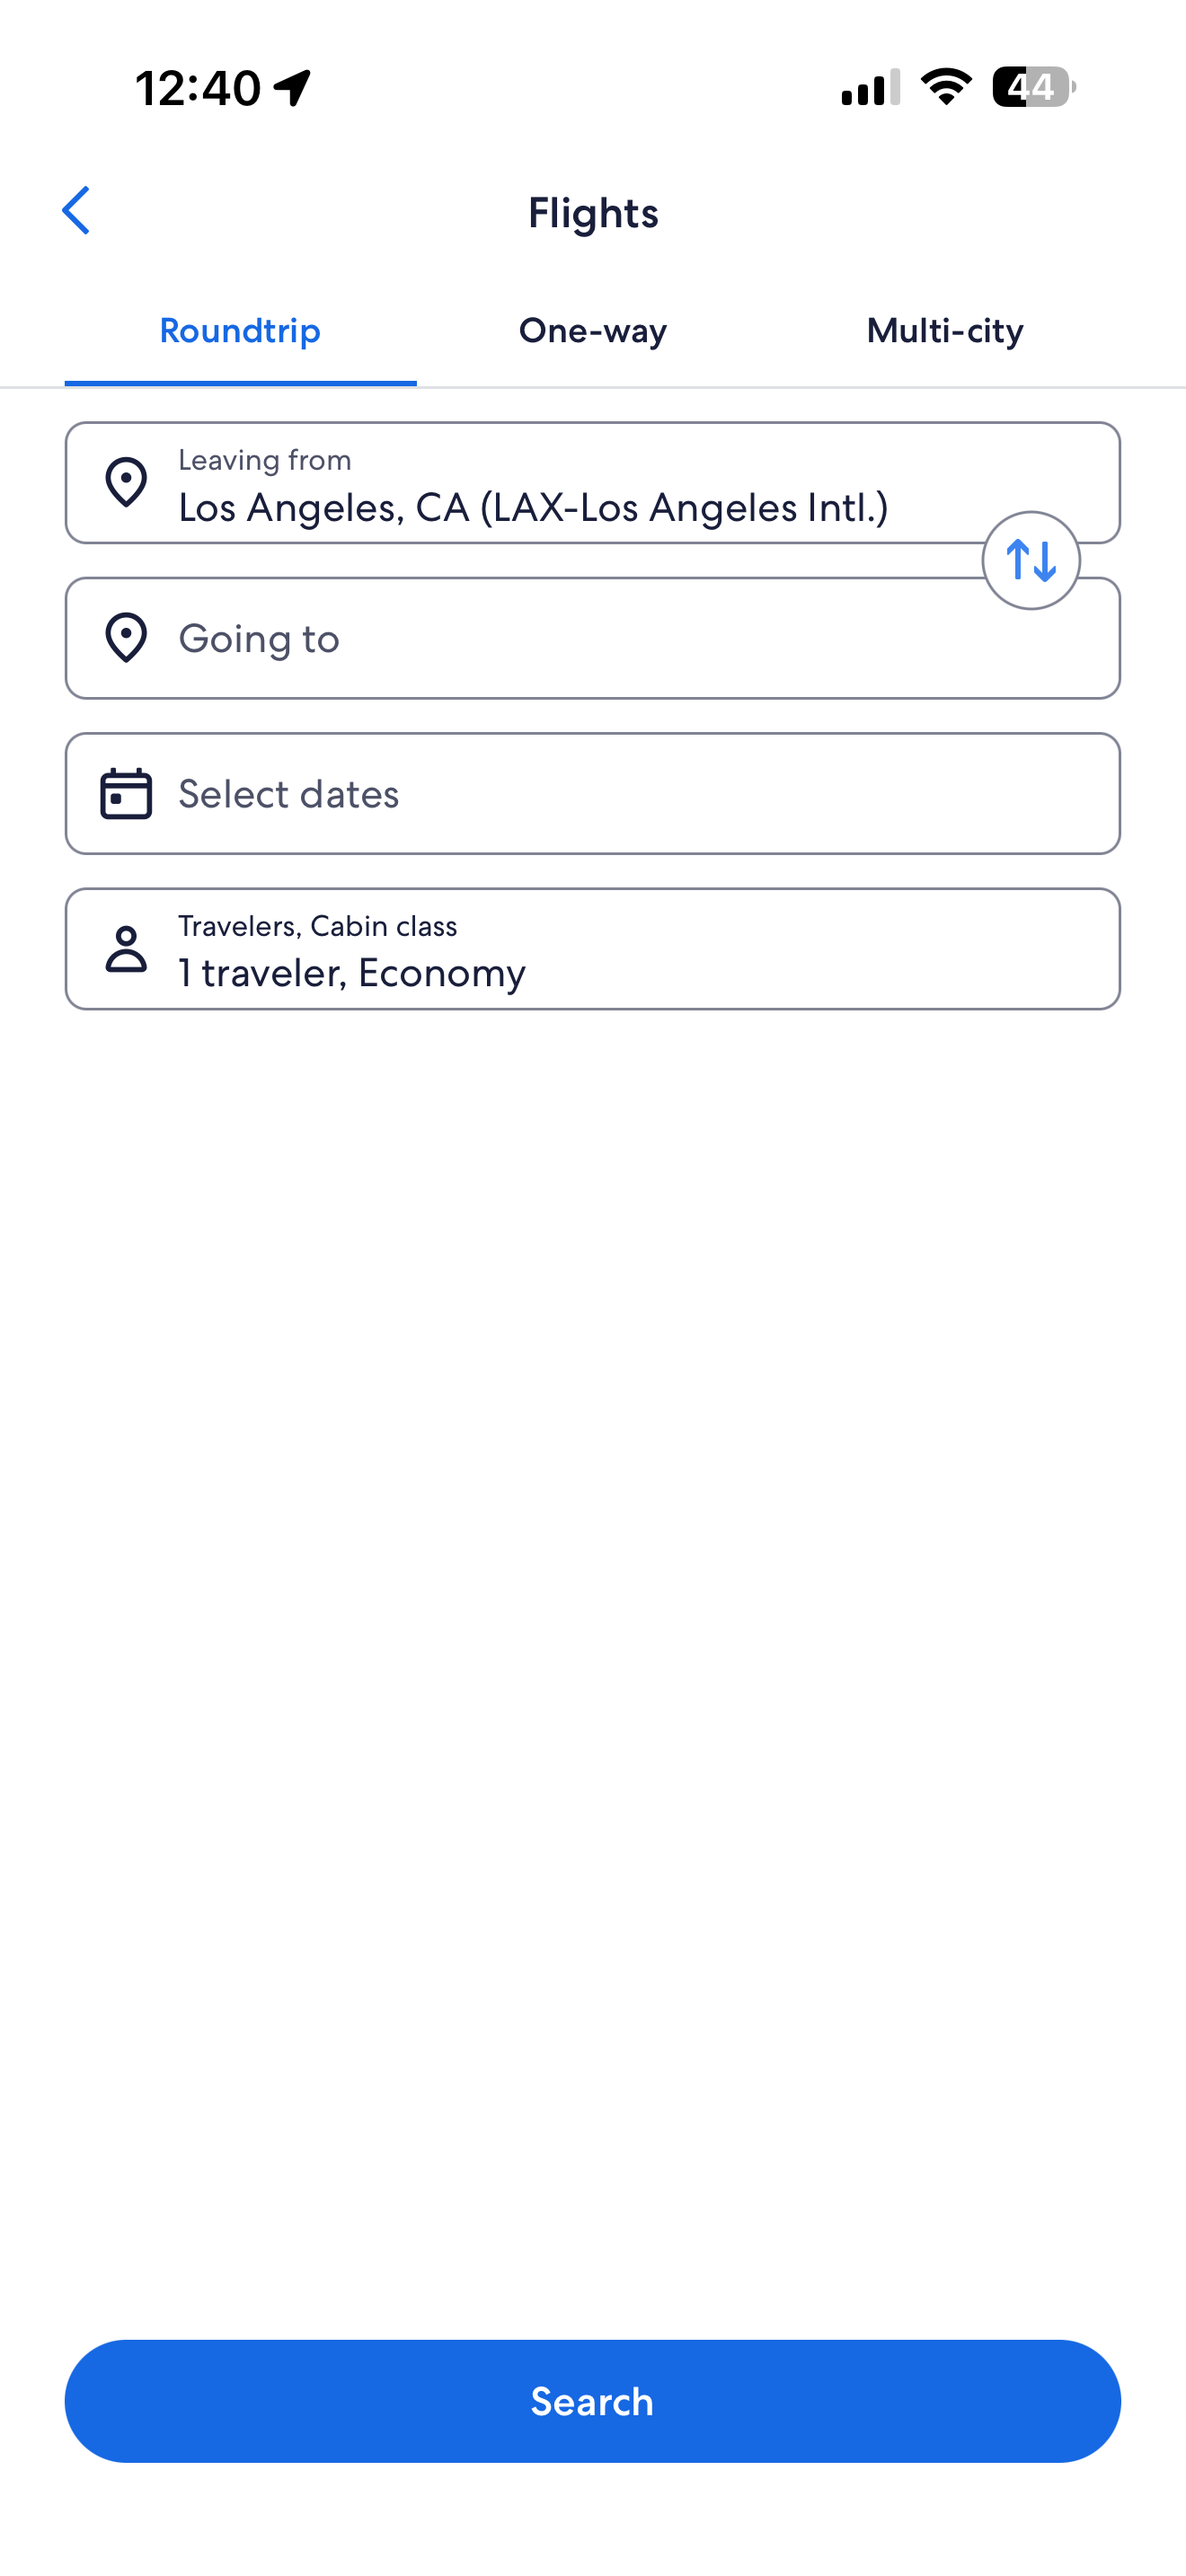 12:40
44
Flights
Roundtrip
One-way
Multi-city
Leaving from
Los Angeles, CA (LAX-Los Angeles Intl.)
Going to
Select dates
Travelers, Cabin class
1 traveler, Economy
Search